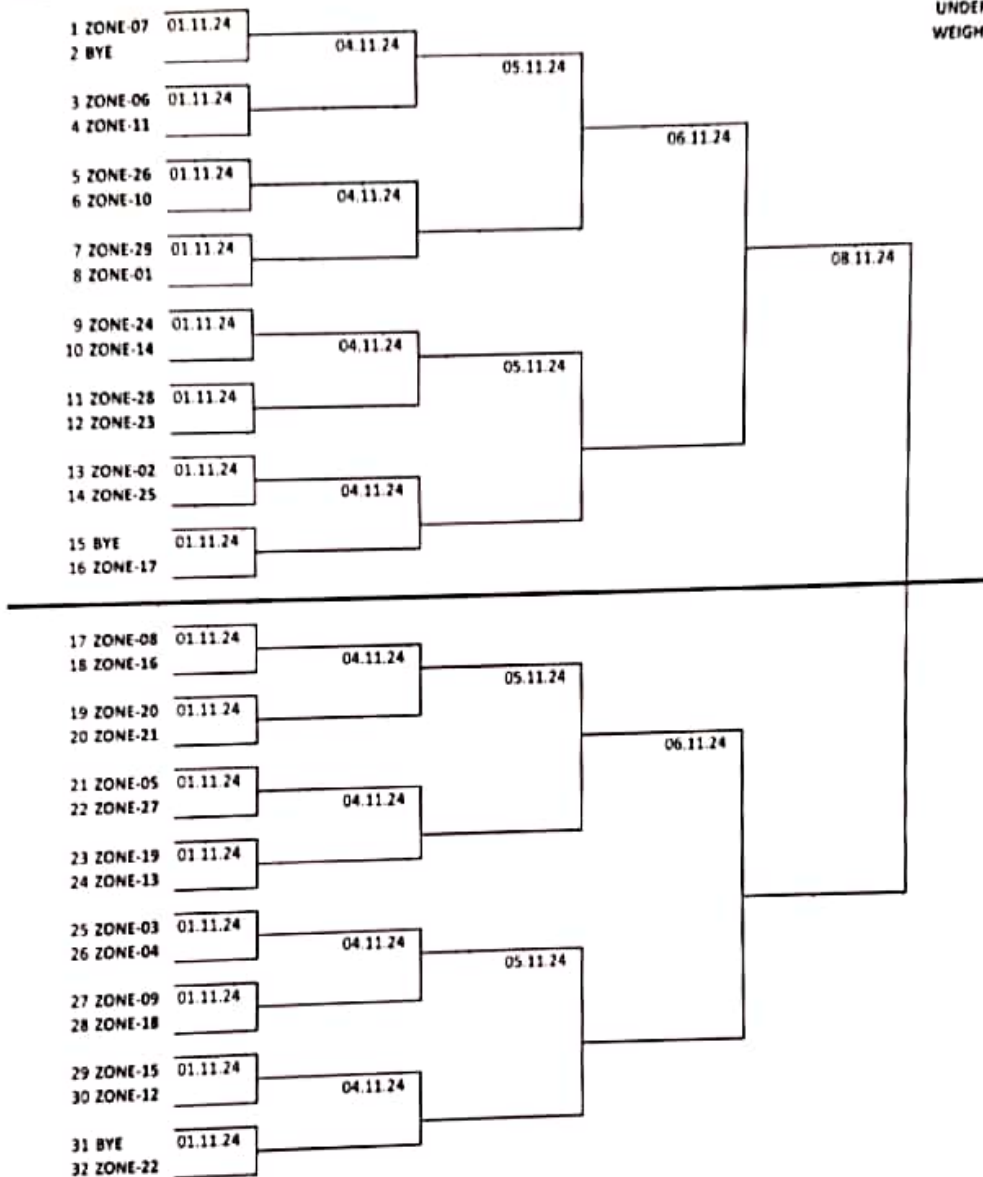 UNDER
WEIGH
1 ZONE-07 01.11.24
2 BYE
04.11.24
05.11.24
3 ZONE-06 01.11.24
4 ZONE-11
06.11.24
5 ZONE-26 01.11.24
6 ZONE-10
04.11.24
7 ZONE-29 01.11.24
8 ZONE-01
08.11.24
9 ZONE-24 01.11.24
10 ZONE-14
04.11.24
05.11.24
11 ZONE-28 01.11.24
12 ZONE-23
13 ZONE-02 01.11.24
14 ZONE-25
04.11.24
15 BYE 01.11.24
16 ZONE-17
17 ZONE-08 01.11.24
18 ZONE-16
04.11.24
05.11.24
19 ZONE-20 01.11.24
20 ZONE-21
06.11.24
21 ZONE-05 01.11.24
22 ZONE-27
04.11.24
23 ZONE-19 01.11.24
24 ZONE-13
25 ZONE-03 01.11.24
26 ZONE-04
04.11.24
05.11.24
27 ZONE-09 01.11.24
28 ZONE-18
29 ZONE-15 01.11.24
30 ZONE-12
04.11.24
31 BYE 01.11.24
32 ZONE-22